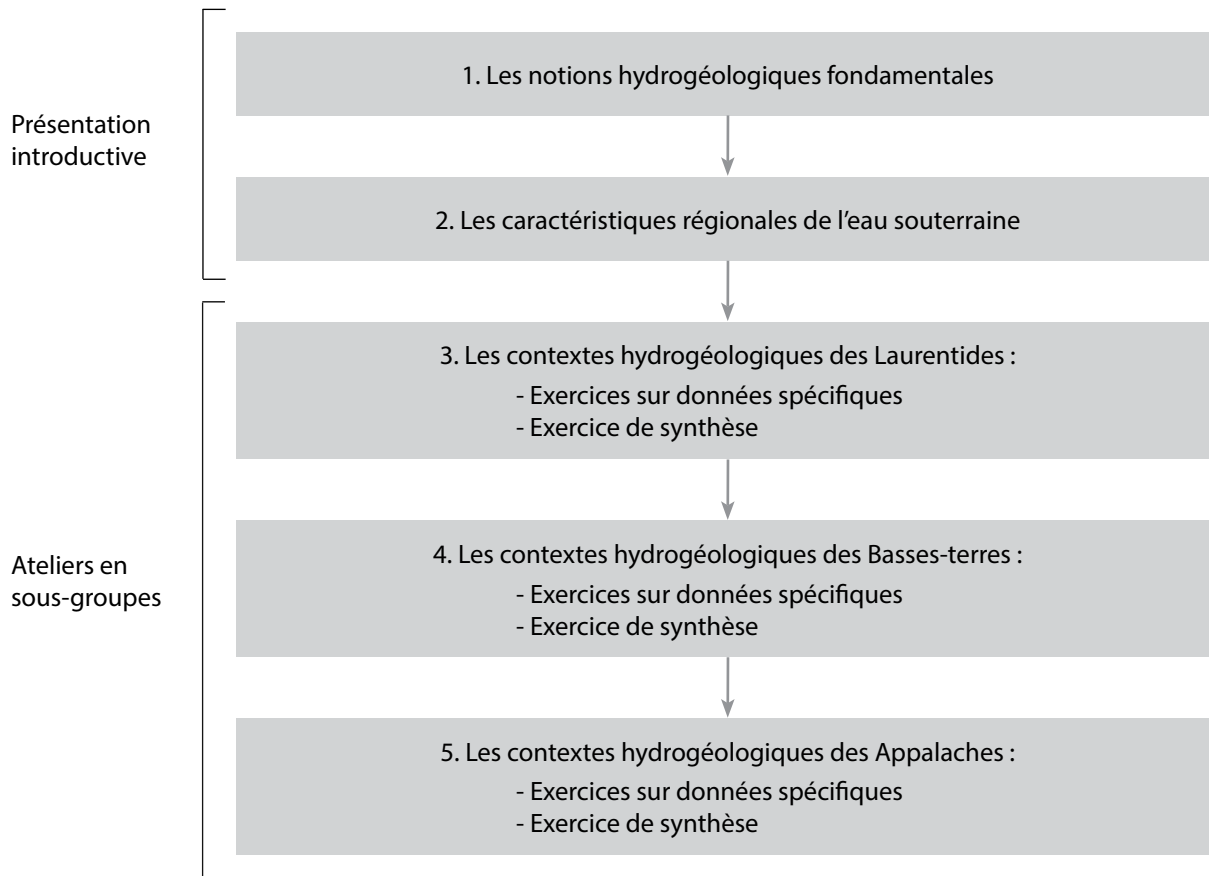 Présentation
introductive
1. Les notions hydrogéologiques fondamentales
2. Les caractéristiques régionales de l’eau souterraine
Ateliers en
sous-groupes
3. Les contextes hydrogéologiques des Laurentides :
- Exercices sur données spécifiques
- Exercice de synthèse
4. Les contextes hydrogéologiques des Basses-terres :
- Exercices sur données spécifiques
- Exercice de synthèse
5. Les contextes hydrogéologiques des Appalaches :
- Exercices sur données spécifiques
- Exercice de synthèse